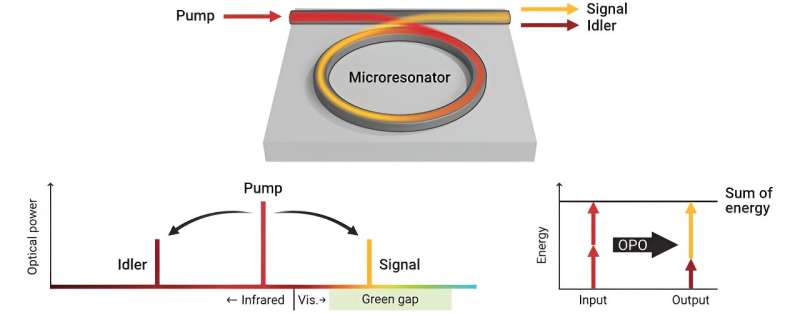 Pump
Signal
Idler
Microresonator
Optical power
Pump
Idler
Signal
← Infrared
Vis.→
Green gap
Energy
Sum of
energy
OPO
Input
Output